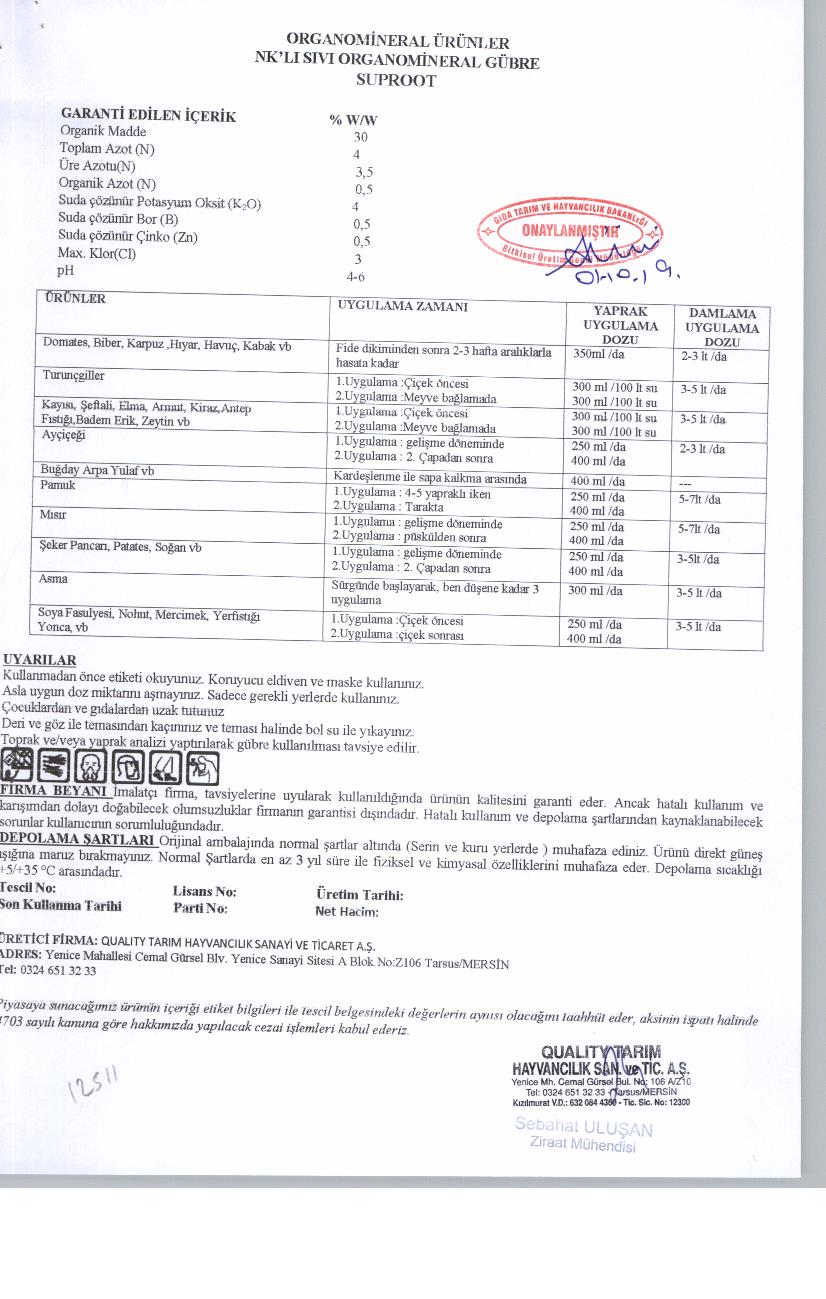 ORGANOMİNERAL ÜRÜNLER
NK'LI SIVI ORGANOMİNERAL GÜBRE
SUPROOT
GARANTİ EDİLEN İÇERİK % W/W
Organik Madde 30
Toplam Azot (N) 4
Üre Azotu(N) 3,5
Organik Azot (N) 0,5
Suda çözünür Potasyum Oksit (K₂O) 4
Suda çözünür Bor (B) 0,5
Suda çözünür Çinko (Zn) 0,5
Max. Klor(Cl) 3
pH 4-6
GIDA TARIM VE HAYVANCILIK BAKANLIĞI
ONAYLANMIŞTIR
Bitkisel Üretim Genel Müdürlüğü
ÜRÜNLER UYGULAMA ZAMANI YAPRAK UYGULAMA DOZU DAMLAMA UYGULAMA DOZU
Domates, Biber, Karpuz ,Hıyar, Havuç, Kabak vb Fide dikiminden sonra 2-3 hafta aralıklarla 350ml /da 2-3 lt /da
hasata kadar
Turunçgiller 1.Uygulama :Çiçek öncesi 300 ml /100 lt su 3-5 lt /da
2.Uygulama :Meyve bağlamada 300 ml /100 lt su
Kayısı, Şeftali, Elma, Armut, Kiraz,Antep 1.Uygulama :Çiçek öncesi 300 ml /100 lt su 3-5 lt /da
Fıstığı,Badem Erik, Zeytin vb 2.Uygulama :Meyve bağlamada 300 ml /100 lt su
Ayçiçeği 1.Uygulama : gelişme döneminde 250 ml /da 2-3 lt /da
2.Uygulama : 2. Çapadan sonra 400 ml /da
Buğday Arpa Yulaf vb Kardeşlenme ile sapa kalkma arasında 400 ml /da ---
Pamuk 1.Uygulama : 4-5 yapraklı iken 250 ml /da 5-7lt /da
2.Uygulama : Tarakta 400 ml /da
Mısır 1.Uygulama : gelişme döneminde 250 ml /da 5-7lt /da
2.Uygulama : püskülden sonra 400 ml /da
Şeker Pancarı, Patates, Soğan vb 1.Uygulama : gelişme döneminde 250 ml /da 3-5lt /da
2.Uygulama : 2. Çapadan sonra 400 ml /da
Asma Sürgünde başlayarak, ben düşene kadar 3 300 ml /da 3-5 lt /da
uygulama
Soya Fasulyesi, Nohut, Mercimek, Yerfıstığı 1.Uygulama :Çiçek öncesi 250 ml /da 3-5 lt /da
Yonca, vb 2.Uygulama :çiçek sonrası 400 ml /da
UYARILAR
Kullanmadan önce etiketi okuyunuz. Koruyucu eldiven ve maske kullanınız.
Asla uygun doz miktarını aşmayınız. Sadece gerekli yerlerde kullanınız.
Çocuklardan ve gıdalardan uzak tutunuz
Deri ve göz ile temasından kaçınınız ve teması halinde bol su ile yıkayınız.
Toprak ve/veya yaprak analizi yaptırılarak gübre kullanılması tavsiye edilir.
FİRMA BEYANI İmalatçı firma, tavsiyelerine uyularak kullanıldığında ürünün kalitesini garanti eder. Ancak hatalı kullanım ve
karışımdan dolayı doğabilecek olumsuzluklar firmanın garantisi dışındadır. Hatalı kullanım ve depolama şartlarından kaynaklanabilecek
sorunlar kullanıcının sorumluluğundadır.
DEPOLAMA ŞARTLARI Orijinal ambalajında normal şartlar altında (Serin ve kuru yerlerde ) muhafaza ediniz. Ürünü direkt güneş
ışığına maruz bırakmayınız. Normal Şartlarda en az 3 yıl süre ile fiziksel ve kimyasal özelliklerini muhafaza eder. Depolama sıcaklığı
+5/+35 °C arasındadır.
Tescil No: Lisans No: Üretim Tarihi:
Son Kullanma Tarihi Parti No: Net Hacim:
ÜRETİCİ FİRMA: QUALITY TARIM HAYVANCILIK SANAYİ VE TİCARET A.Ş.
ADRES: Yenice Mahallesi Cemal Gürsel Blv. Yenice Sanayi Sitesi A Blok No:Z106 Tarsus/MERSİN
Tel: 0324 651 32 33
Piyasaya sunacağımız ürünün içeriği etiket bilgileri ile tescil belgesindeki değerlerin aynısı olacağını taahhüt eder, aksinin ispatı halinde
4703 sayılı kanuna göre hakkımızda yapılacak cezai işlemleri kabul ederiz.
12511
QUALITY TARIM
HAYVANCILIK SAN. ve TİC. A.Ş.
Yenice Mh. Cemal Gürsel Bul. No: 106 A/Z10
Tel: 0324 651 32 33 - Tarsus/MERSİN
Kızılmurat V.D.: 632 084 4360 - Tic. Sic. No: 12300
Sebahat ULUŞAN
Ziraat Mühendisi